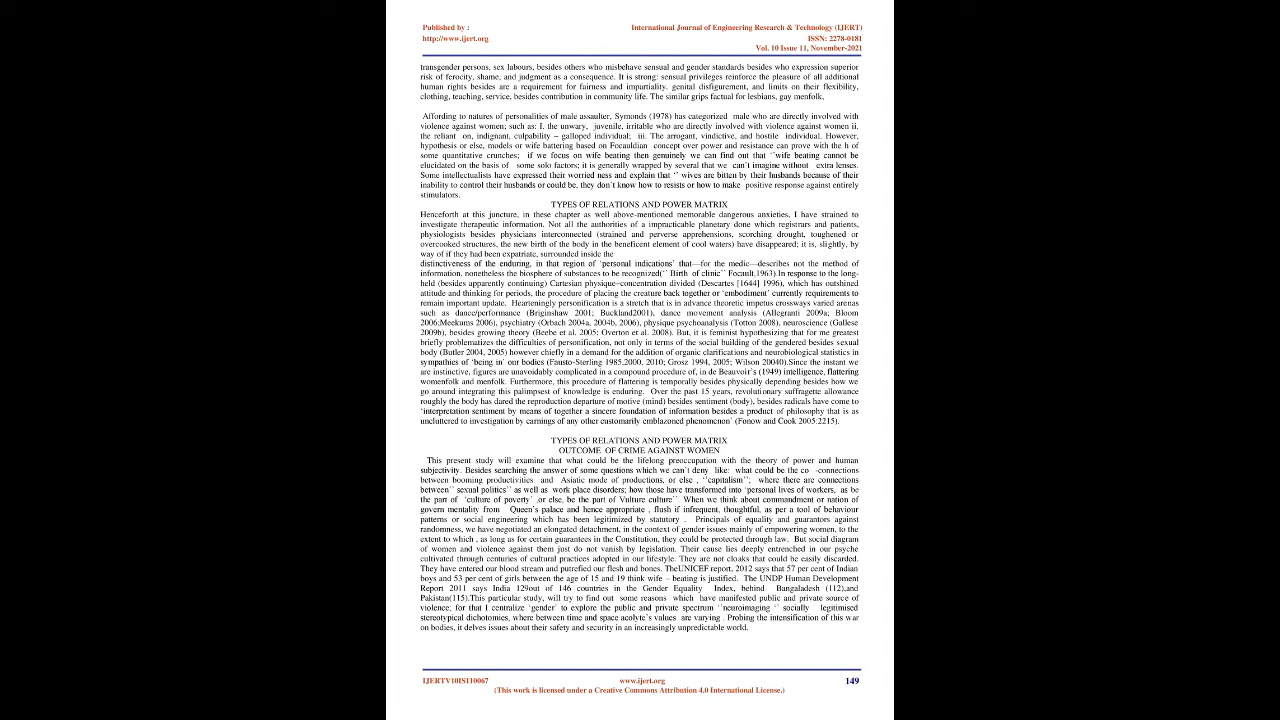 Published by :
International Journal of Engineering Research & Technology (IJERT)
http://www.ijert.org
ISSN: 2278-0181
Vol. 10 Issue 11, November-2021
transgender persons, sex labours, besides others who misbehave sensual and gender standards besides who expression superior
risk of ferocity, shame, and judgment as a consequence. It is strong: sensual privileges reinforce the pleasure of all additional
human rights besides are a requirement for fairness and impartiality. genital disfigurement, and limits on their flexibility,
clothing, teaching, service, besides contribution in community life. The similar grips factual for lesbians, gay menfolk,
Affording to natures of personalities of male assaulter, Symonds (1978) has categorized male who are directly involved with
violence against women; such as: I. the unwary, juvenile, irritable who are directly involved with violence against women ii.
the reliant on, indignant, culpability – galloped individual; iii. The arrogant, vindictive, and hostile individual. However,
hypothesis or else, models or wife battering based on Focauldian concept over power and resistance can prove with the h of
some quantitative crunches; if we focus on wife beating then genuinely we can find out that ``wife beating cannot be
elucidated on the basis of some solo factors; it is generally wrapped by several that we can't imagine without extra lenses.
Some intellectualists have expressed their worried ness and explain that `` wives are bitten by their husbands because of their
inability to control their husbands or could be, they don't know how to resists or how to make positive response against entirely
stimulators.
TYPES OF RELATIONS AND POWER MATRIX
Henceforth at this juncture, in these chapter as well above-mentioned memorable dangerous anxieties, I have strained to
investigate therapeutic information. Not all the authorities of a impracticable planetary done which registrars and patients,
physiologists besides physicians interconnected (strained and perverse apprehensions, scorching drought, toughened or
overcooked structures, the new birth of the body in the beneficent element of cool waters) have disappeared; it is, slightly, by
way of if they had been expatriate, surrounded inside the
distinctiveness of the enduring, in that region of 'personal indications' that—for the medic—describes not the method of
information, nonetheless the biosphere of substances to be recognized(`` Birth of clinic`` Focult,1963).In response to the long-
held (besides apparently continuing) Cartesian physique–concentration divided (Descartes [1644] 1996), which has outshined
attitude and thinking for periods, the procedure of placing the creature back together or 'embodiment' currently requirements to
remain important update. Hearteningly personification is a stretch that is in advance theoretic impetus crossways varied arenas
such as dance/performance (Briginshaw 2001; Buckland2001), dance movement analysis (Allegranti 2009a; Bloom
2006;Meekums 2006), psychiatry (Orbach 2004a, 2004b, 2006), physique psychoanalysis (Totton 2008), neuroscience (Gallese
2009b), besides growing theory (Beebe et al. 2005; Overton et al. 2008). But, it is feminist hypothesizing that for me greatest
briefly problematizes the difficulties of personification, not only in terms of the social building of the gendered besides sexual
body (Butler 2004, 2005) however chiefly in a demand for the addition of organic clarifications and neurobiological statistics in
sympathies of 'being in' our bodies (Fausto-Sterling 1985,2000, 2010; Grosz 1994, 2005; Wilson 20040).Since the instant we
are instinctive, figures are unavoidably complicated in a compound procedure of, in de Beauvoir's (1949) intelligence, flattering
womenfolk and menfolk. Furthermore, this procedure of flattering is temporally besides physically depending besides how we
go around integrating this palimpsest of knowledge is enduring. Over the past 15 years, revolutionary suffragette allowance
roughly the body has dared the reproduction departure of motive (mind) besides sentiment (body), besides radicals have come to
'interpretation sentiment by means of together a sincere foundation of information besides a product of philosophy that is as
uncluttered to investigation by earnings of any other customarily emblazoned phenomenon' (Fonow and Cook 2005:2215).
TYPES OF RELATIONS AND POWER MATRIX
OUTCOME OF CRIME AGAINST WOMEN
This present study will examine that what could be the lifelong preoccupation with the theory of power and human
subjectivity. Besides searching the answer of some questions which we can't deny like: what could be the co -connections
between booming productivities and Asiatic mode of productions, or else , ``capitalism``; where there are connections
between`` sexual politics`` as well as work place disorders; how those have transformed into 'personal lives of workers, as be
the part of 'culture of poverty' ,or else, be the part of Vulture culture``. When we think about commandment or nation of
govern mentality from Queen's palace and hence appropriate , flush if infrequent, thoughtful, as per a tool of behaviour
patterns or social engineering which has been legitimized by statutory . Principals of equality and guarantors against
randomness, we have negotiated an elongated detachment, in the context of gender issues mainly of empowering women, to the
extent to which , as long as for certain guarantees in the Constitution, they could be protected through law. But social diagram
of women and violence against them just do not vanish by legislation. Their cause lies deeply entrenched in our psyche
cultivated through centuries of cultural practices adopted in our lifestyle. They are not cloaks that could be easily discarded.
They have entered our blood stream and putrefied our flesh and bones. TheUNICEF report, 2012 says that 57 per cent of Indian
boys and 53 per cent of girls between the age of 15 and 19 think wife – beating is justified. The UNDP Human Development
Report 2011 says India 129out of 146 countries in the Gender Equality Index, behind Bangladesh (112),and
Pakistan(115).This particular study, will try to find out some reasons which have manifested public and private source of
violence; for that I centralize 'gender' to explore the public and private spectrum ``neuroimaging `` socially legitimised
stereotypical dichotomies, where between time and space acolyte's values are varying . Probing the intensification of this war
on bodies, it delves issues about their safety and security in an increasingly unpredictable world.
IJERTV10IS110067
www.ijert.org
149
(This work is licensed under a Creative Commons Attribution 4.0 International License.)